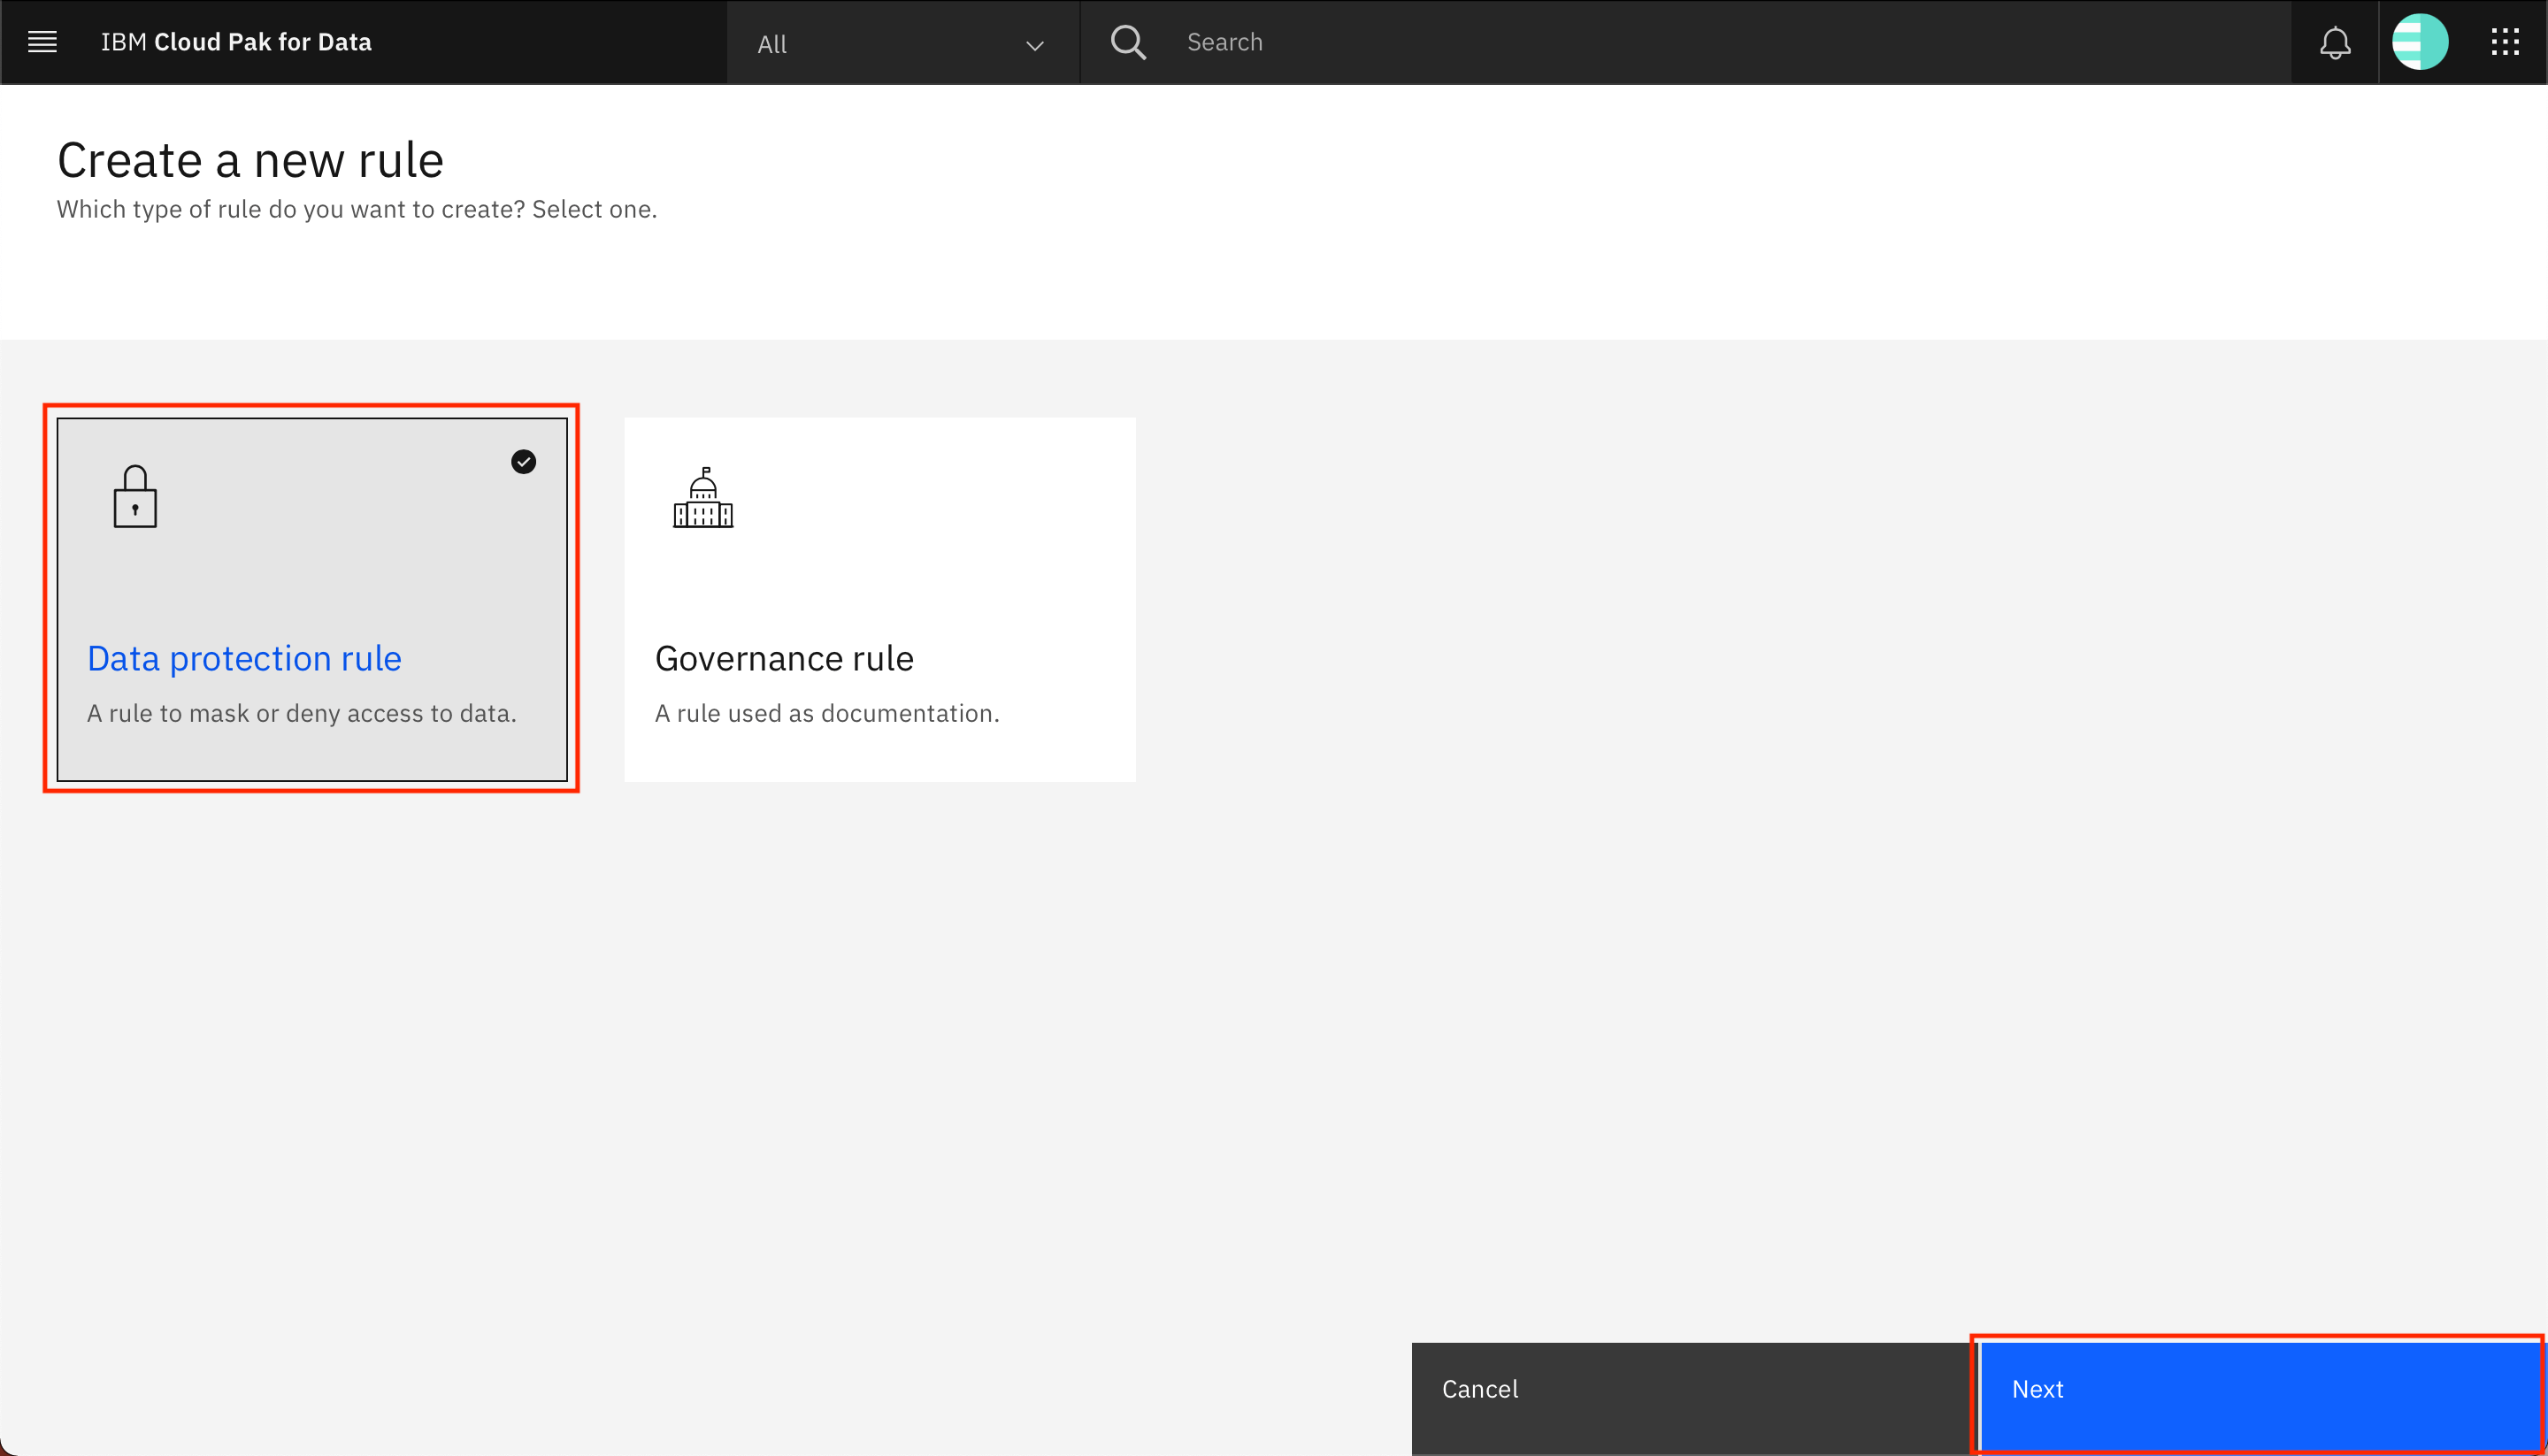 IBM Cloud Pak for Data
All
Search
Create a new rule
Which type of rule do you want to create? Select one.
Data protection rule
A rule to mask or deny access to data.
Governance rule
A rule used as documentation.
Cancel
Next